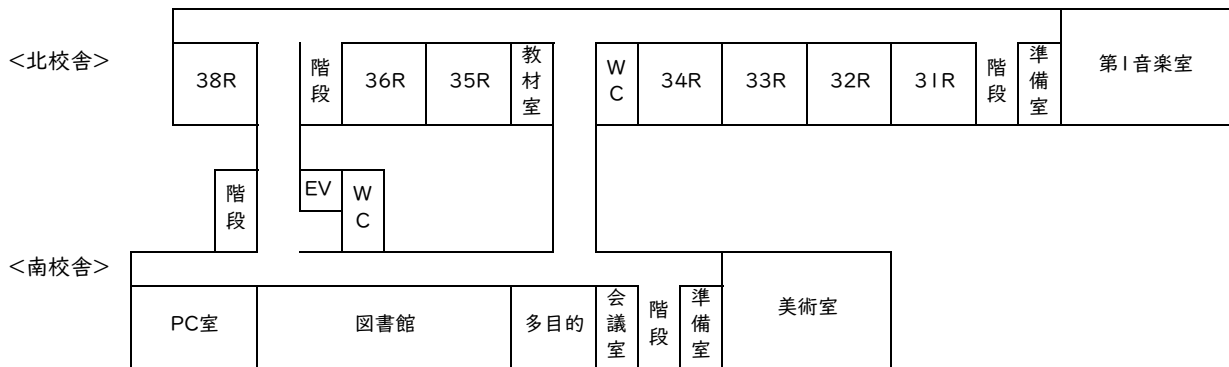 <北校舎>
38R
階段
36R
35R
教材室
WC
34R
33R
32R
31R
階段
準備室
第1音楽室
階段
EV
WC
<南校舎>
PC室
図書館
多目的
会議室
階段
準備室
美術室